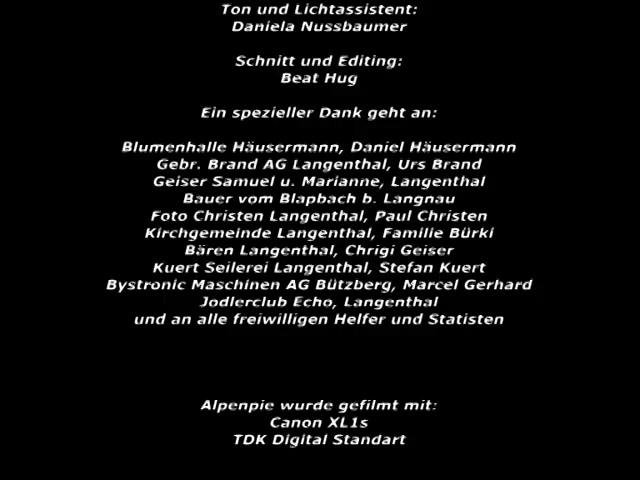 Ton und Lichtassistent:
Daniela Nussbaumer
Schnitt und Editing:
Beat Hug
Ein spezieller Dank geht an:
Blumenhalle Häusermann, Daniel Häusermann
Gebr. Brand AG Langenthal, Urs Brand
Geiser Samuel u. Marianne, Langenthal
Bauer vom Blapbach b. Langnau
Foto Christen Langenthal, Paul Christen
Kirchgemeinde Langenthal, Familie Bürki
Bären Langenthal, Chrigi Geiser
Kuert Seilerei Langenthal, Stefan Kuert
Bystronic Maschinen AG Bützberg, Marcel Gerhard
Jodlerclub Echo, Langenthal
und an alle freiwilligen Helfer und Statisten
Alpenpie wurde gefilmt mit:
Canon XL1s
TDK Digital Standart